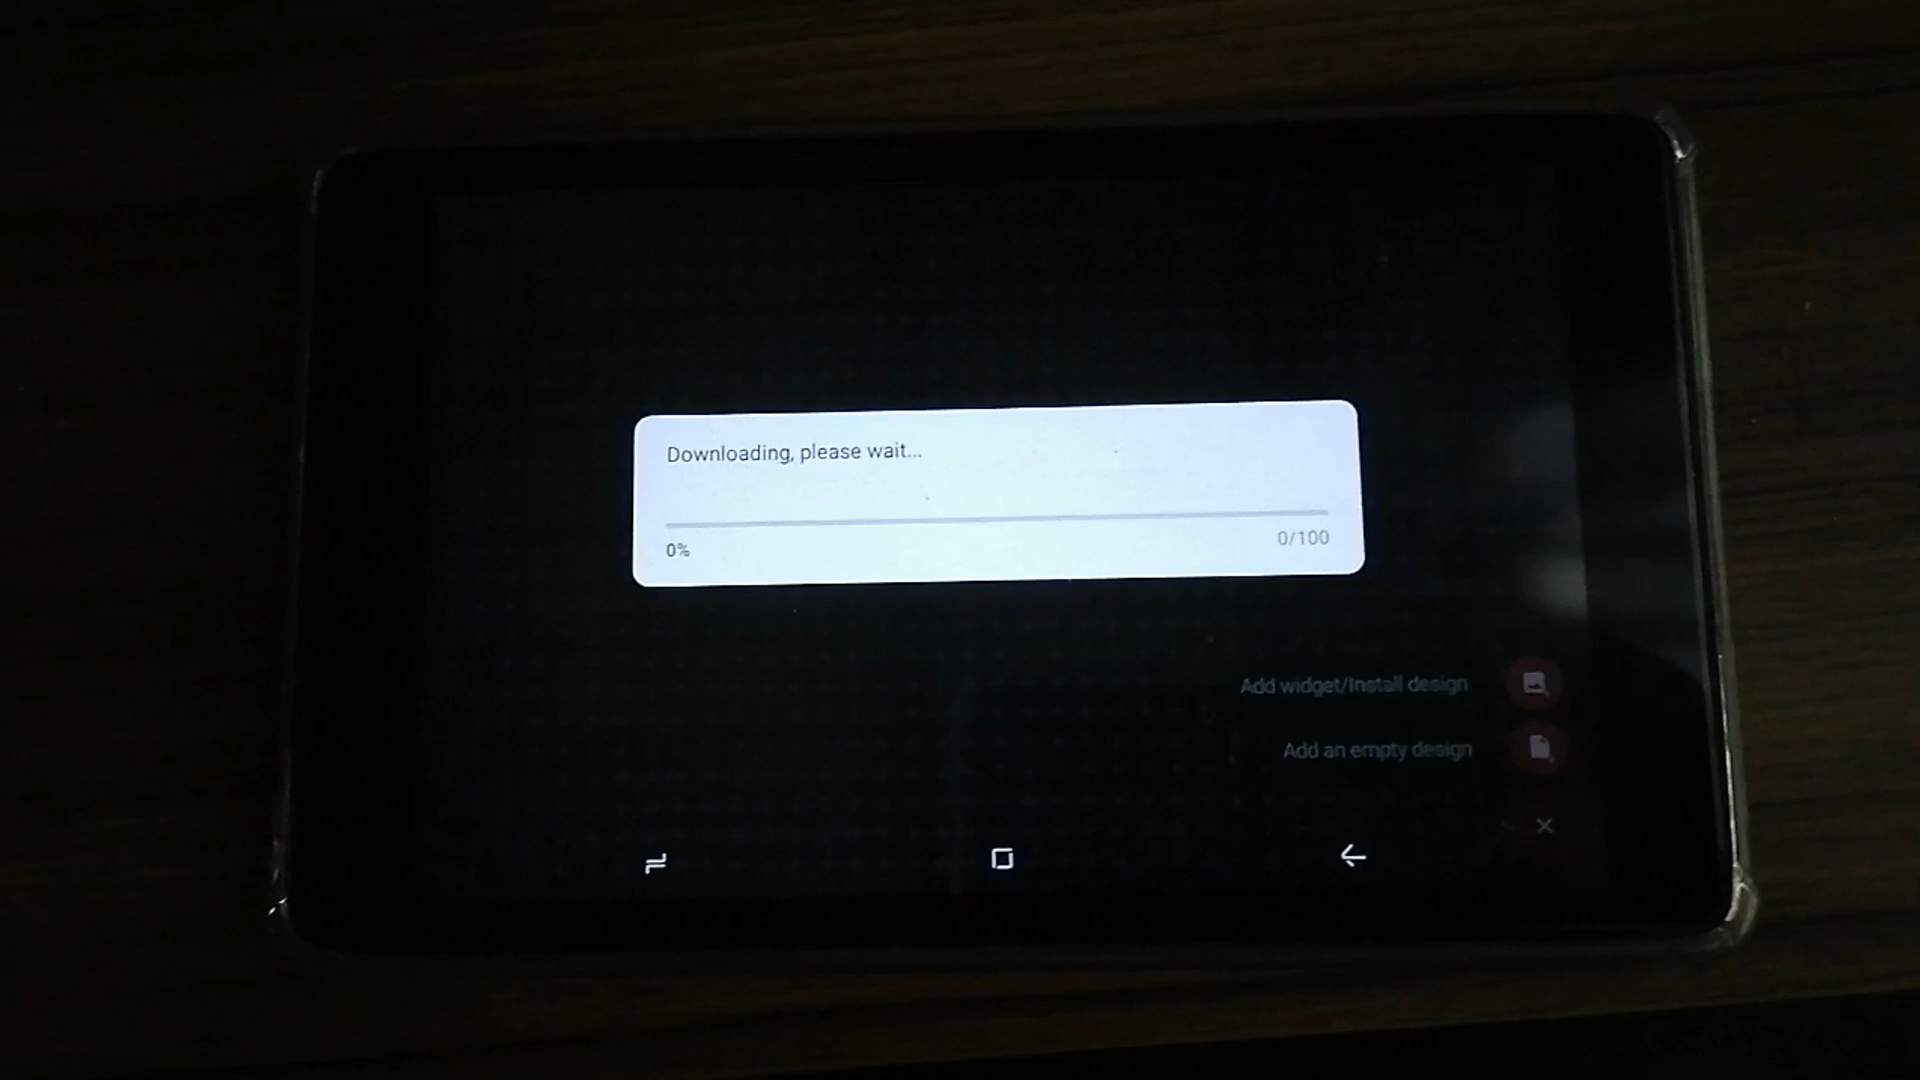 Downloading, please wait...
0%
0/100
Add widget/Install design
Add an empty design